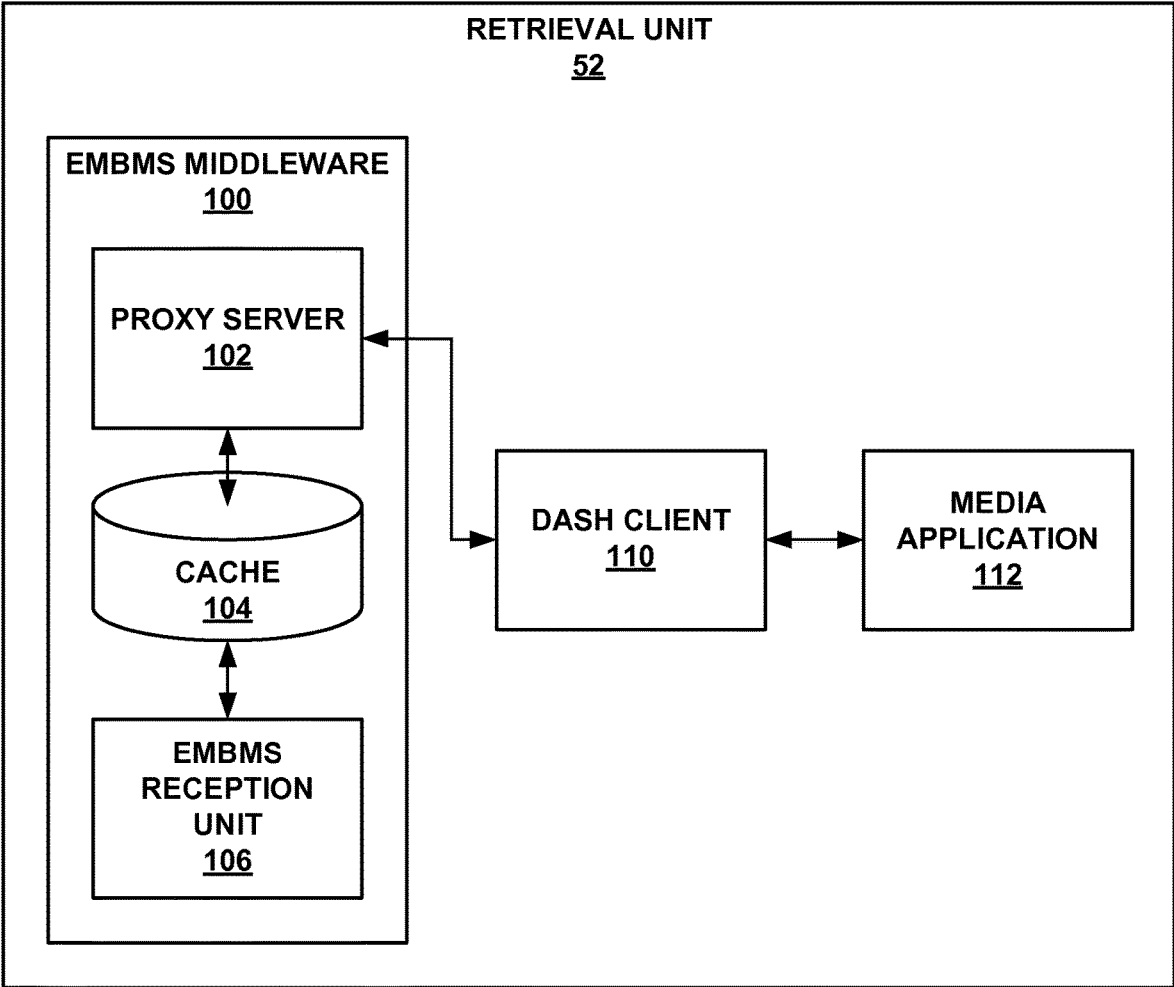 RETRIEVAL UNIT
52
EMBMS MIDDLEWARE
100
PROXY SERVER
102
CACHE
104
EMBMS
RECEPTION
UNIT
106
DASH CLIENT
110
MEDIA
APPLICATION
112